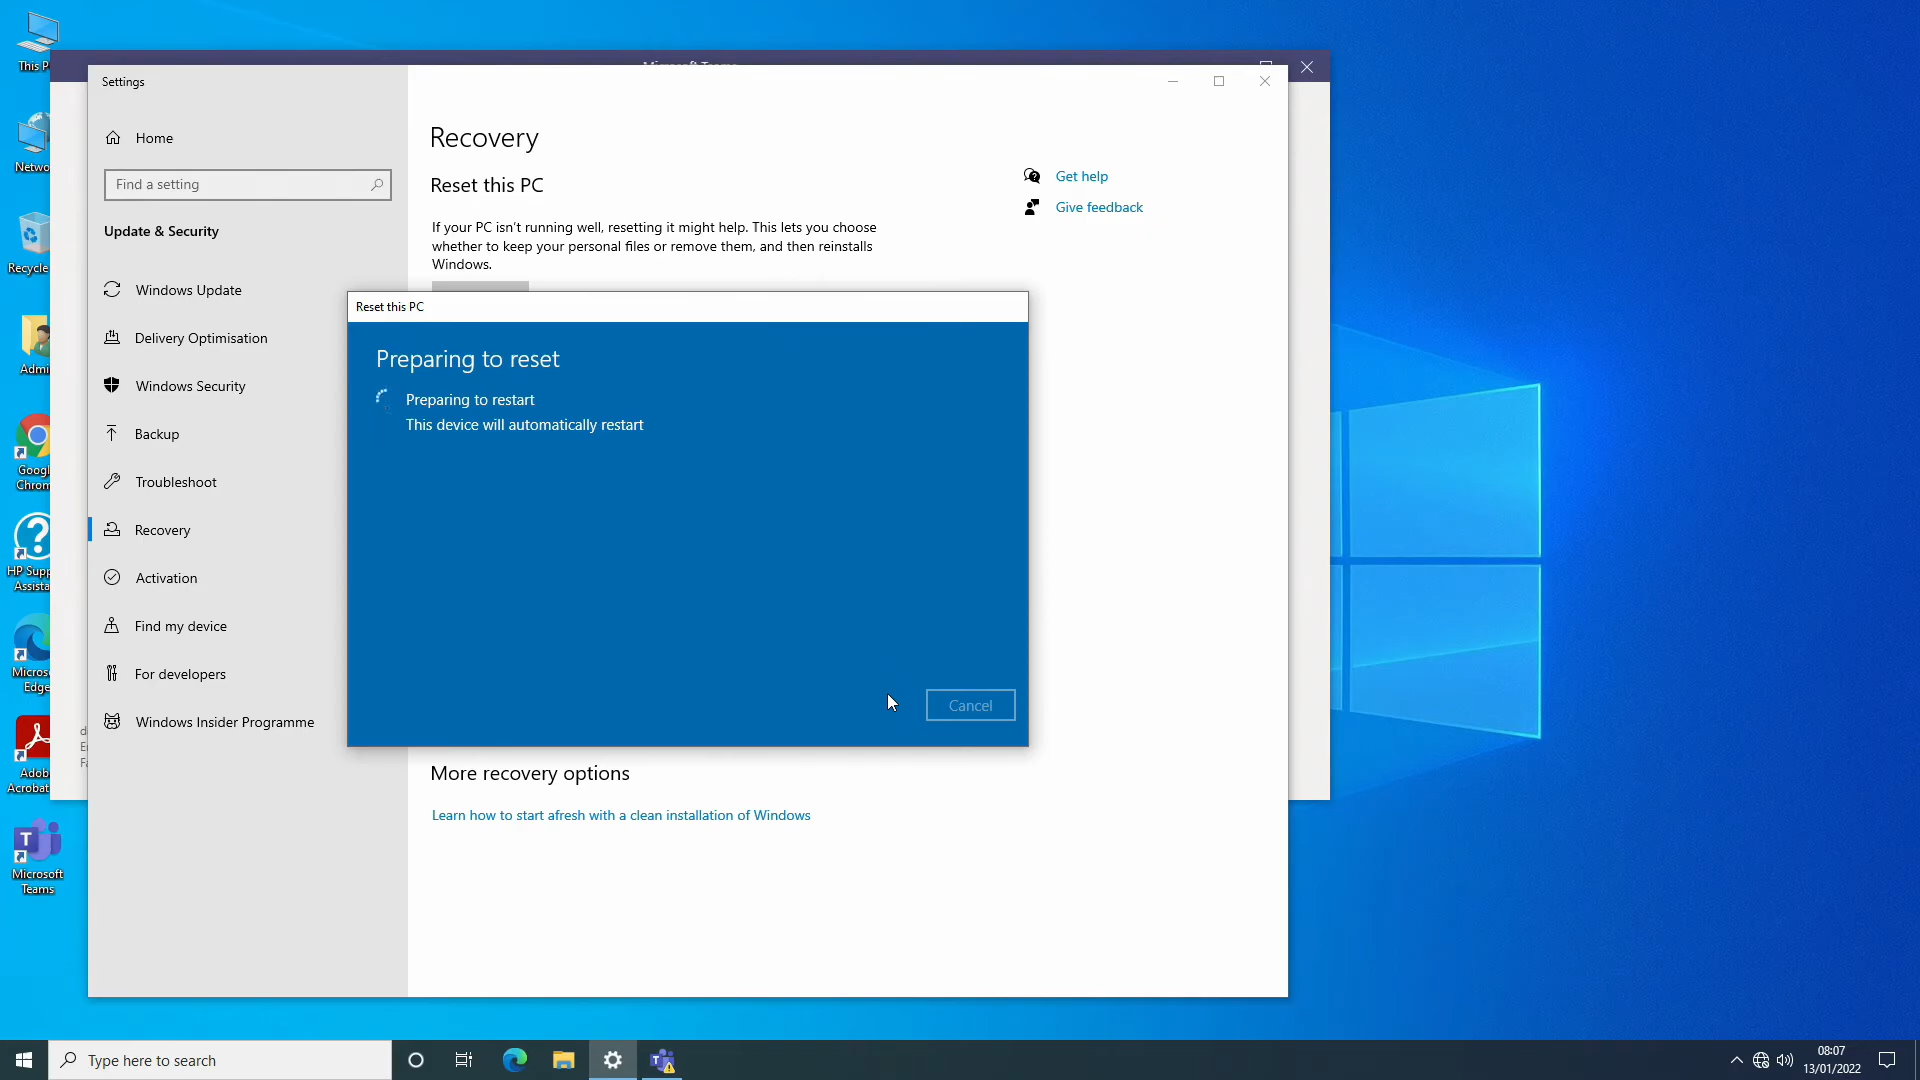 This P
Netwo
Recycle
Admi
Googl
Chrom
HP Supp
Assista
Micros
Edge
Adob
Acrobat
Microsoft
Teams
Settings
Home
Find a setting
Update & Security
Windows Update
Delivery Optimisation
Windows Security
Backup
Troubleshoot
Recovery
Activation
Find my device
For developers
Windows Insider Programme
Recovery
Reset this PC
If your PC isn't running well, resetting it might help. This lets you choose
whether to keep your personal files or remove them, and then reinstalls
Windows.
Get help
Give feedback
Reset this PC
Preparing to reset
Preparing to restart
This device will automatically restart
Cancel
More recovery options
Learn how to start afresh with a clean installation of Windows
Type here to search
08:07
13/01/2022